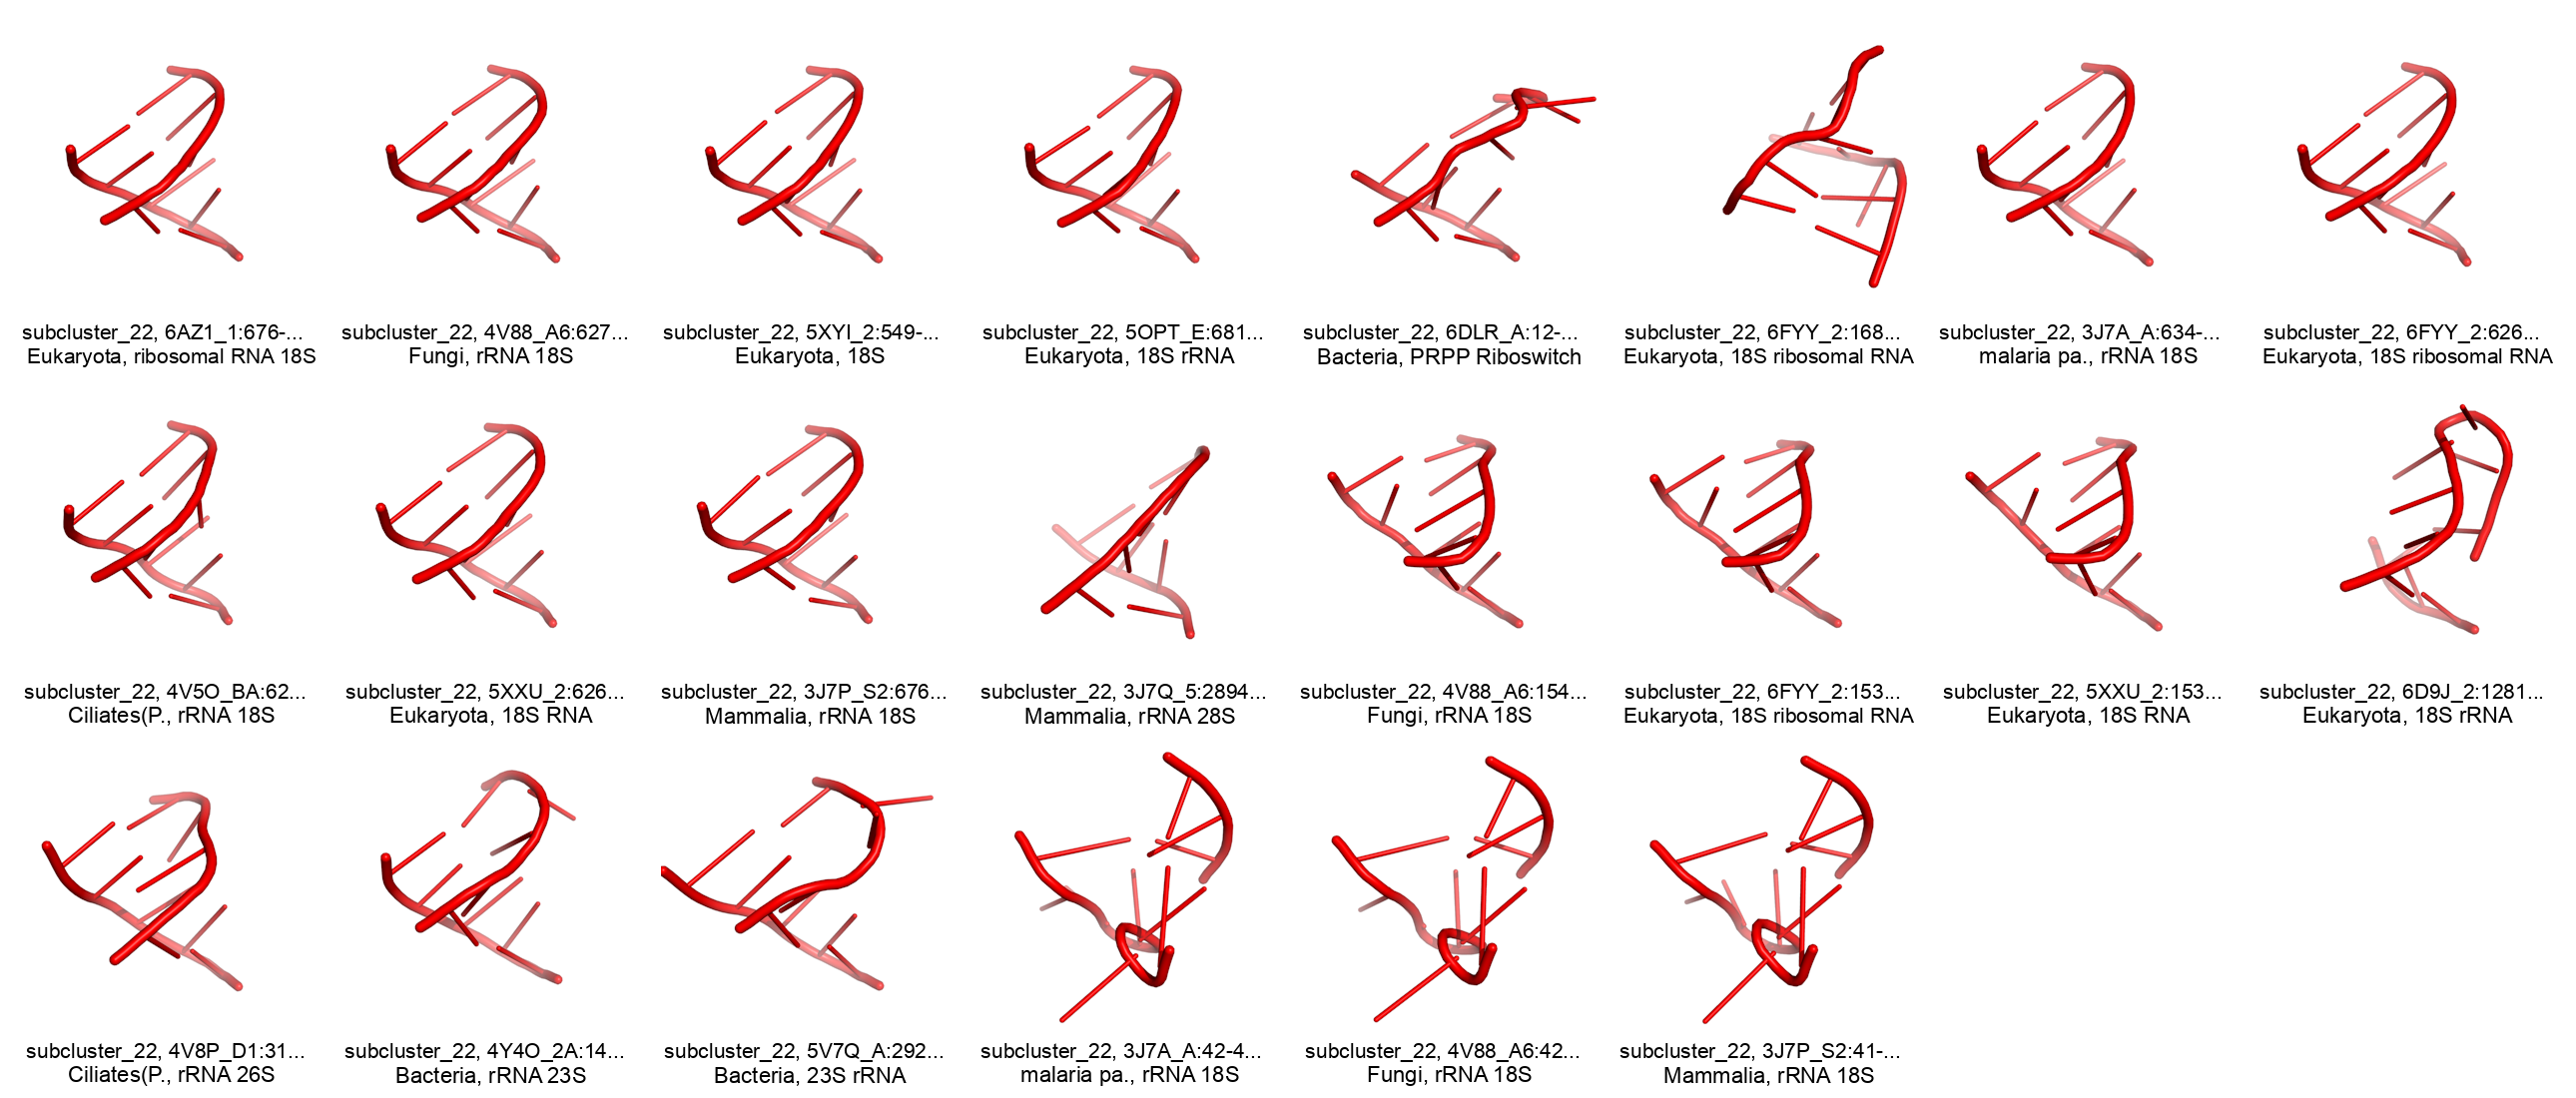 subcluster_22, 6AZ1_1:676-...
Eukaryota, ribosomal RNA 18S
subcluster_22, 4V88_A6:627...
Fungi, rRNA 18S
subcluster_22, 5XYI_2:549-...
Eukaryota, 18S
subcluster_22, 5OPT_E:681...
Eukaryota, 18S rRNA
subcluster_22, 6DLR_A:12-...
Bacteria, PRPP Riboswitch
subcluster_22, 6FYY_2:168...
Eukaryota, 18S ribosomal RNA
subcluster_22, 3J7A_A:634-...
malaria pa., rRNA 18S
subcluster_22, 6FYY_2:626...
Eukaryota, 18S ribosomal RNA
subcluster_22, 4V5O_BA:62...
Ciliates(P., rRNA 18S
subcluster_22, 5XXU_2:626...
Eukaryota, 18S RNA
subcluster_22, 3J7P_S2:676...
Mammalia, rRNA 18S
subcluster_22, 3J7Q_5:2894...
Mammalia, rRNA 28S
subcluster_22, 4V88_A6:154...
Fungi, rRNA 18S
subcluster_22, 6FYY_2:153...
Eukaryota, 18S ribosomal RNA
subcluster_22, 5XXU_2:153...
Eukaryota, 18S RNA
subcluster_22, 6D9J_2:1281...
Eukaryota, 18S rRNA
subcluster_22, 4V8P_D1:31...
Ciliates(P., rRNA 26S
subcluster_22, 4Y4O_2A:14...
Bacteria, rRNA 23S
subcluster_22, 5V7Q_A:292...
Bacteria, 23S rRNA
subcluster_22, 3J7A_A:42-4...
malaria pa., rRNA 18S
subcluster_22, 4V88_A6:42...
Fungi, rRNA 18S
subcluster_22, 3J7P_S2:41-...
Mammalia, rRNA 18S